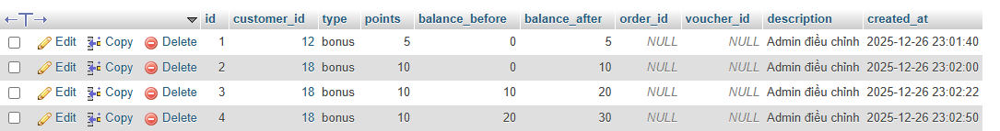 id customer_id type points balance_before balance_after order_id voucher_id description created_at
Edit Copy Delete 1 12 bonus 5 0 5 NULL NULL Admin điều chỉnh 2025-12-26 23:01:40
Edit Copy Delete 2 18 bonus 10 0 10 NULL NULL Admin điều chỉnh 2025-12-26 23:02:00
Edit Copy Delete 3 18 bonus 10 10 20 NULL NULL Admin điều chỉnh 2025-12-26 23:02:22
Edit Copy Delete 4 18 bonus 10 20 30 NULL NULL Admin điều chỉnh 2025-12-26 23:02:50